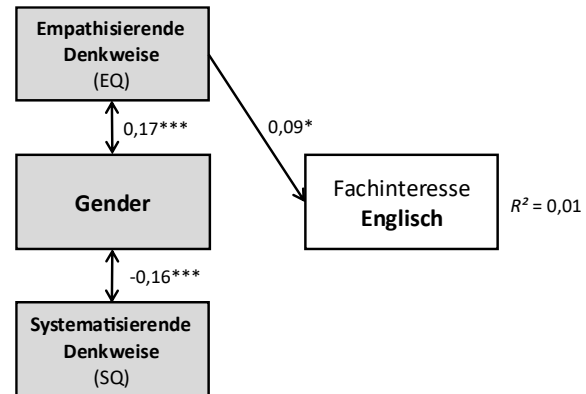 Empathisierende
Denkweise
(EQ)
0,17***
0,09*
Gender
Fachinteresse
Englisch
R² = 0,01
-0,16***
Systematisierende
Denkweise
(SQ)